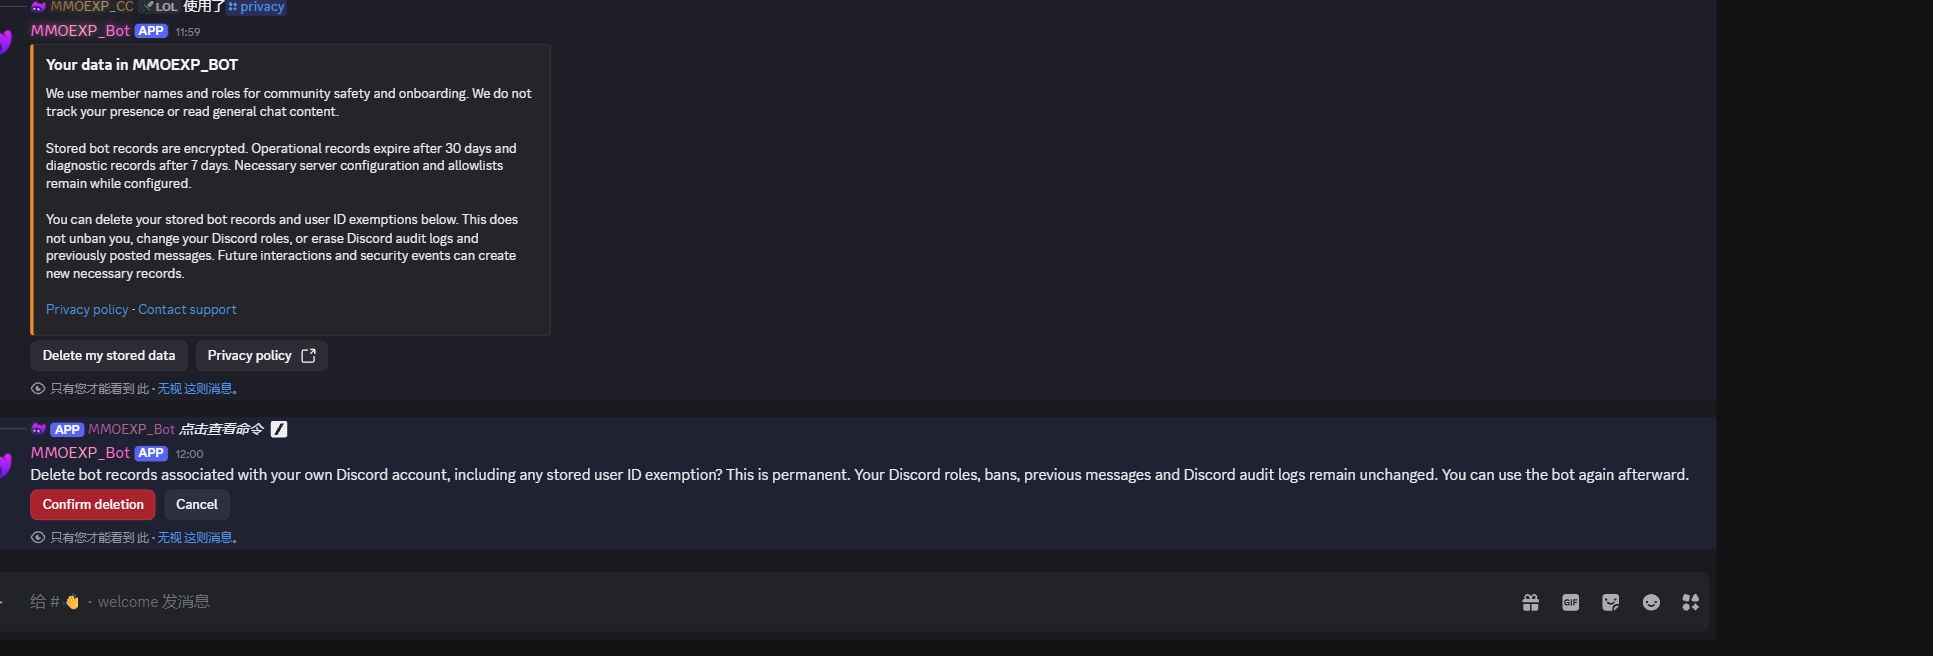 MMOEXP_CC LOL 使用了 privacy
MMOEXP_Bot APP 11:59
Your data in MMOEXP_BOT
We use member names and roles for community safety and onboarding. We do not
track your presence or read general chat content.
Stored bot records are encrypted. Operational records expire after 30 days and
diagnostic records after 7 days. Necessary server configuration and allowlists
remain while configured.
You can delete your stored bot records and user ID exemptions below. This does
not unban you, change your Discord roles, or erase Discord audit logs and
previously posted messages. Future interactions and security events can create
new necessary records.
Privacy policy · Contact support
Delete my stored data Privacy policy
只有您才能看到 此 · 无视 这则消息。
APP MMOEXP_Bot 点击查看命令
MMOEXP_Bot APP 12:00
Delete bot records associated with your own Discord account, including any stored user ID exemption? This is permanent. Your Discord roles, bans, previous messages and Discord audit logs remain unchanged. You can use the bot again afterward.
Confirm deletion Cancel
只有您才能看到 此 · 无视 这则消息。
给 #👋 · welcome 发消息
GIF